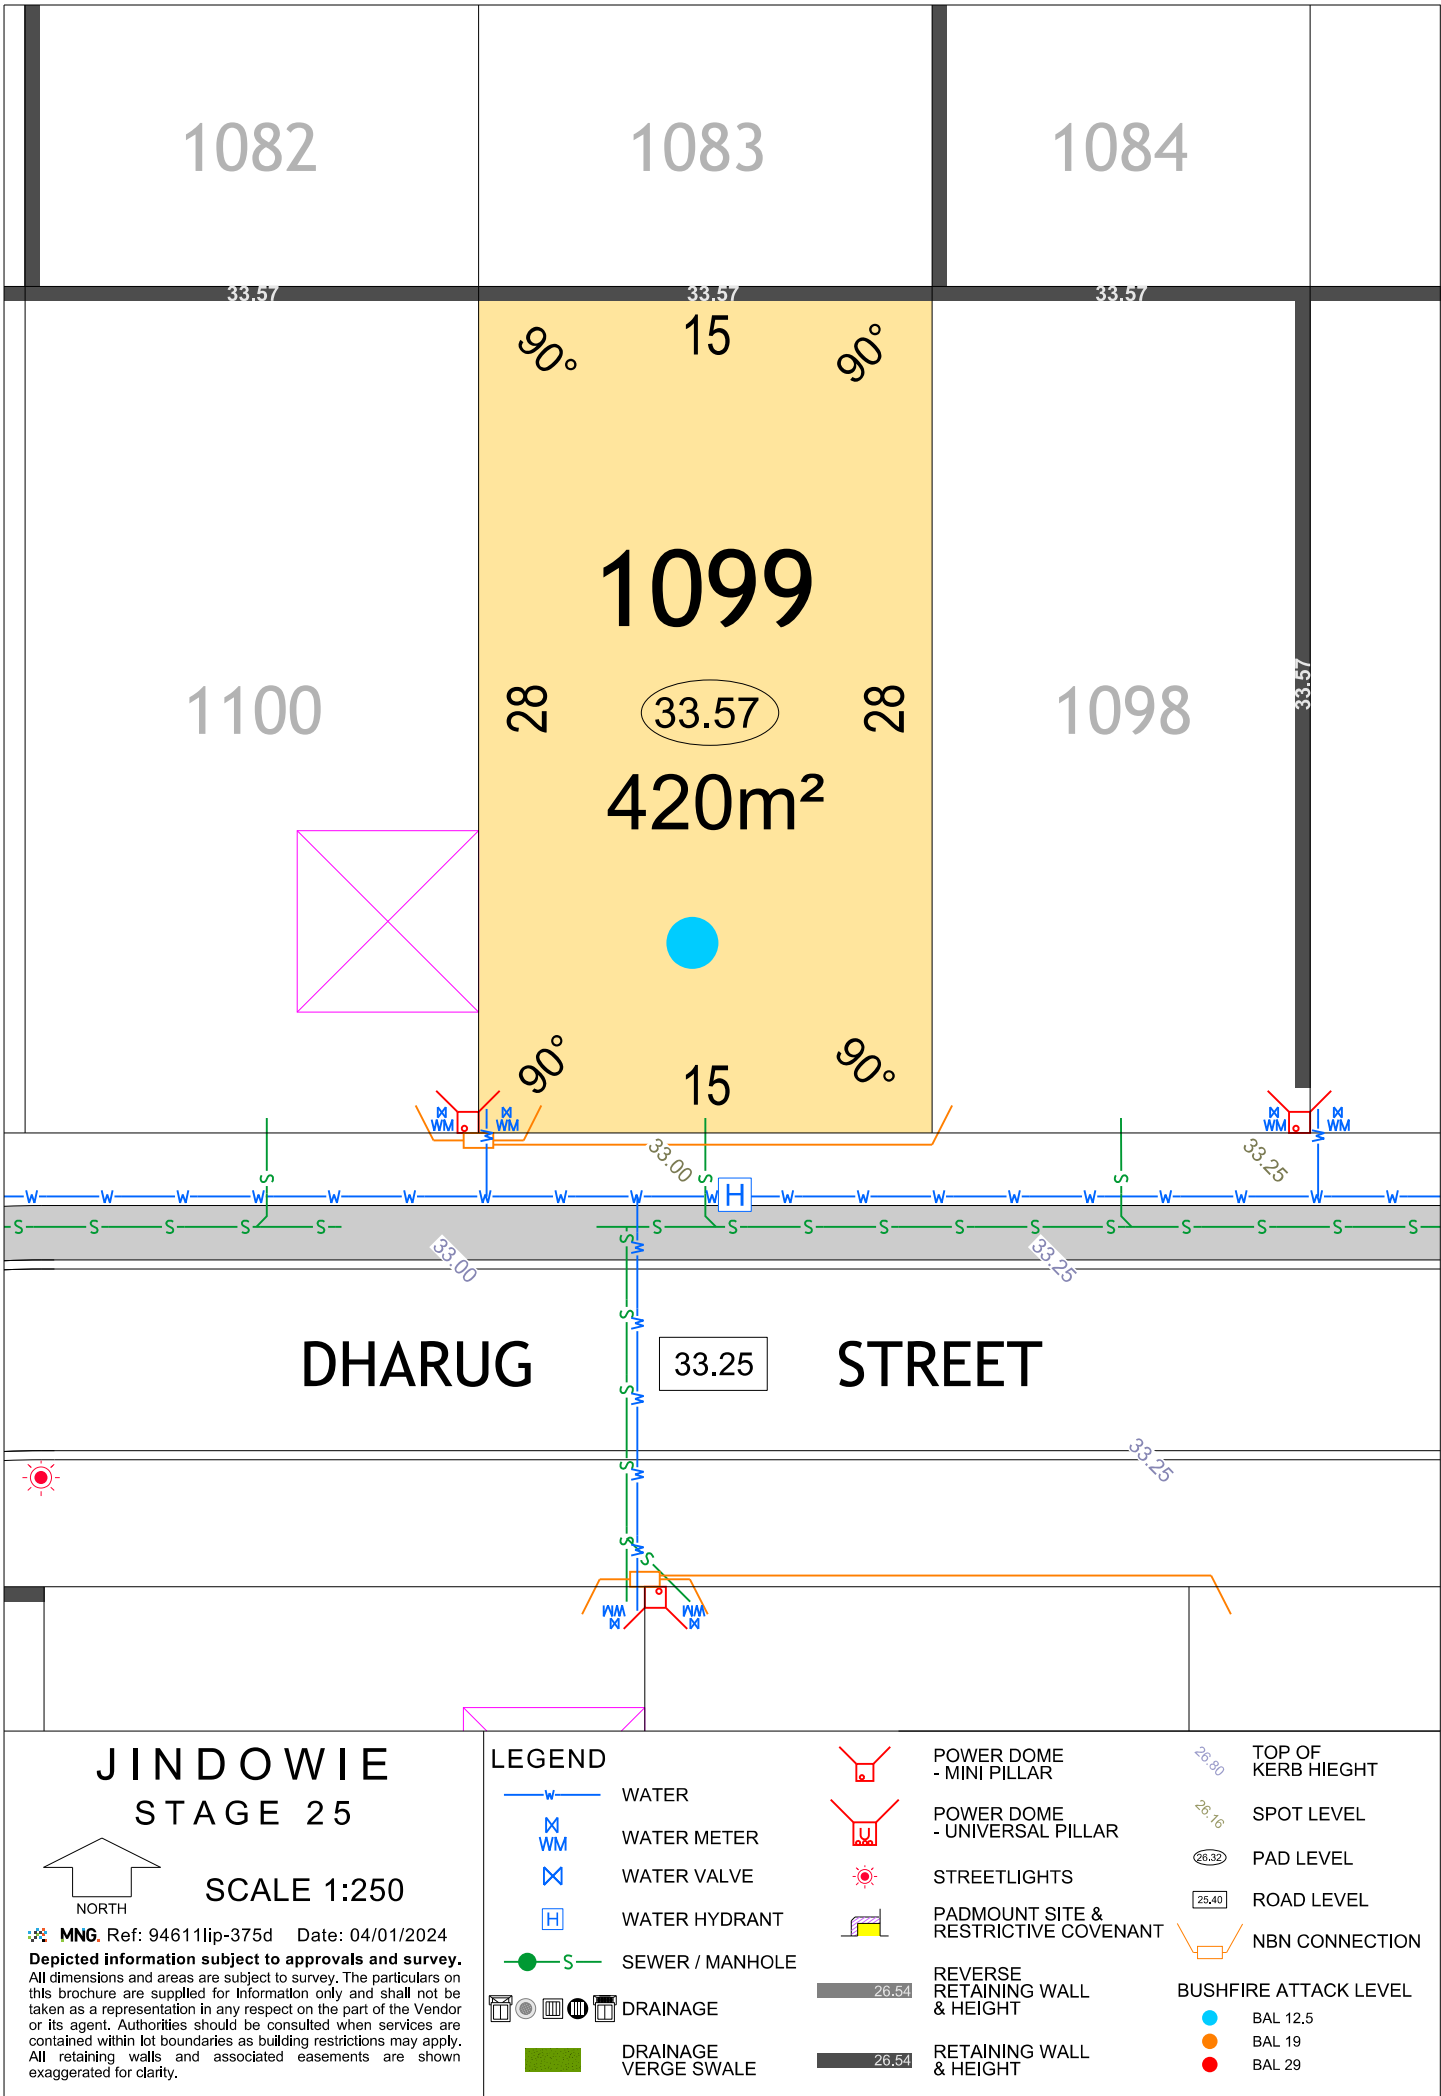 1082
1083
1084
33.57
33.57
33.57
90°
15
90°
1099
1100
28
33.57
28
1098
33.57
420m²
90°
15
90°
WM
WM
WM
WM
W
W
33.00
33.25
S
S
S
W W W W W W W W W W H W W W W W W W W W
S S S S S S S S S S S S S S S S
S
W
33.00
33.25
S
W
DHARUG
33.25
STREET
S
W
33.25
S
W
S
W
S
WM
WM
JINDOWIE
STAGE 25
NORTH
SCALE 1:250
MNG. Ref: 94611lip-375d Date: 04/01/2024
Depicted information subject to approvals and survey.
All dimensions and areas are subject to survey. The particulars on
this brochure are supplied for Information only and shall not be
taken as a representation in any respect on the part of the Vendor
or its agent. Authorities should be consulted when services are
contained within lot boundaries as building restrictions may apply.
All retaining walls and associated easements are shown
exaggerated for clarity.
LEGEND
W WATER
WM WATER METER
WATER VALVE
H WATER HYDRANT
S SEWER / MANHOLE
DRAINAGE
DRAINAGE
VERGE SWALE
POWER DOME
- MINI PILLAR
U POWER DOME
- UNIVERSAL PILLAR
STREETLIGHTS
PADMOUNT SITE &
RESTRICTIVE COVENANT
REVERSE
26.54 RETAINING WALL
& HEIGHT
26.54 RETAINING WALL
& HEIGHT
26.80 TOP OF
KERB HIEGHT
26.16 SPOT LEVEL
26.32 PAD LEVEL
25.40 ROAD LEVEL
NBN CONNECTION
BUSHFIRE ATTACK LEVEL
BAL 12.5
BAL 19
BAL 29